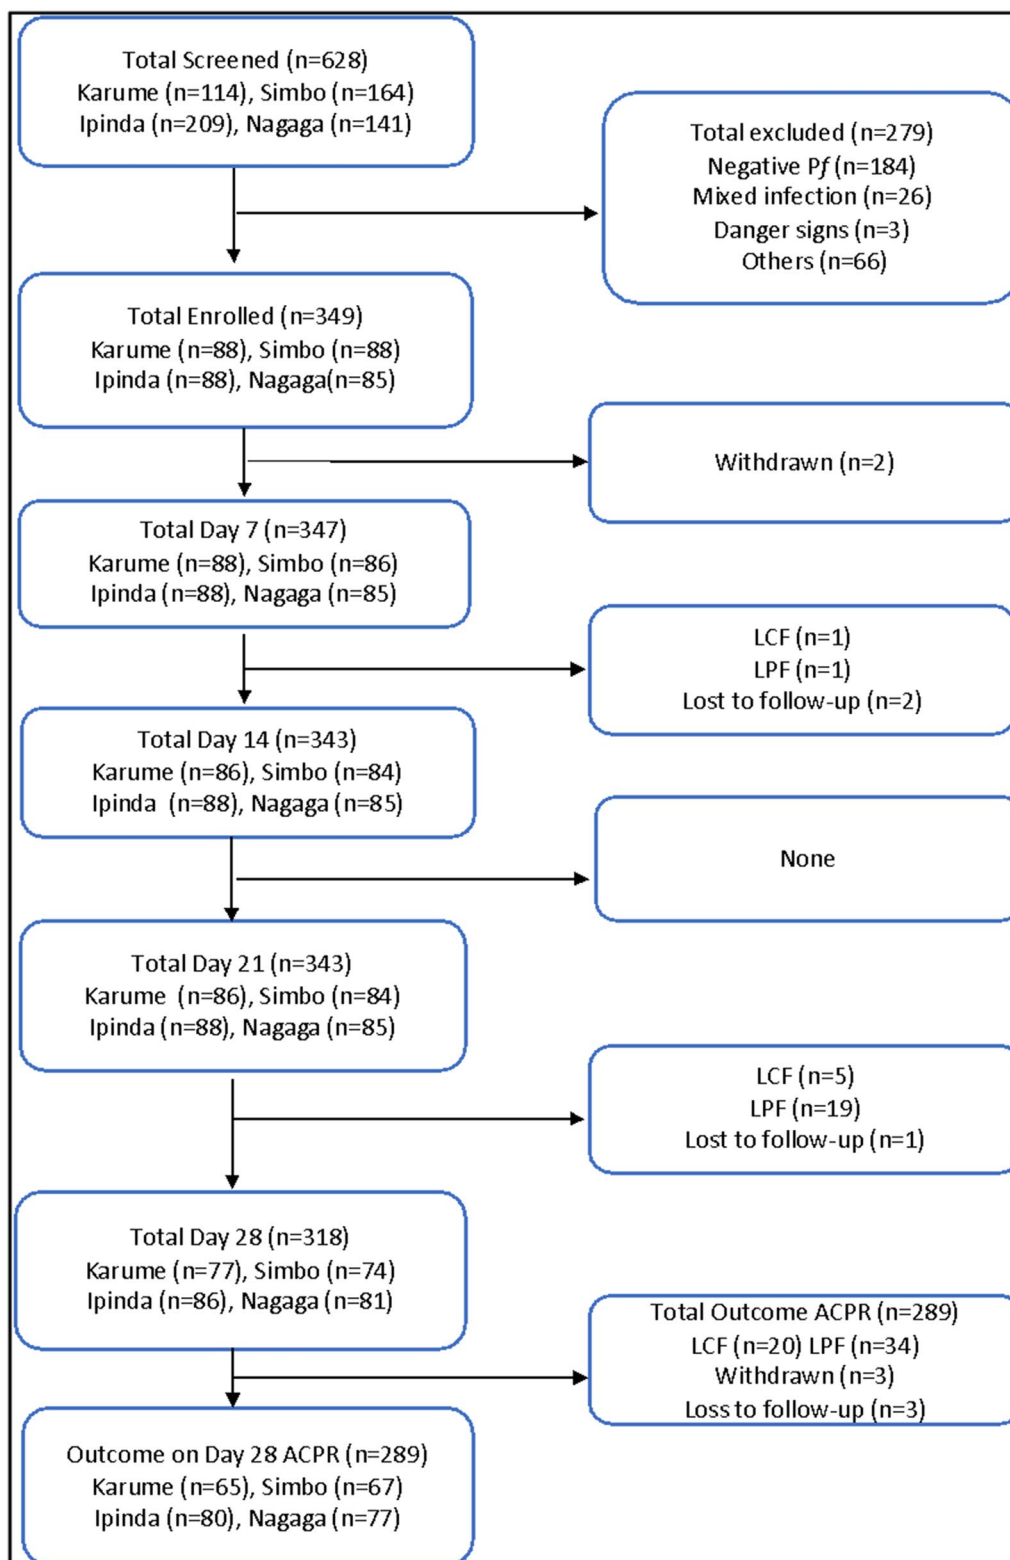 Total Screened (n=628)
Karume (n=114), Simbo (n=164)
Ipinda (n=209), Nagaga (n=141)
Total excluded (n=279)
Negative Pf (n=184)
Mixed infection (n=26)
Danger signs (n=3)
Others (n=66)
Total Enrolled (n=349)
Karume (n=88), Simbo (n=88)
Ipinda (n=88), Nagaga(n=85)
Withdrawn (n=2)
Total Day 7 (n=347)
Karume (n=88), Simbo (n=86)
Ipinda (n=88), Nagaga (n=85)
LCF (n=1)
LPF (n=1)
Lost to follow-up (n=2)
Total Day 14 (n=343)
Karume (n=86), Simbo (n=84)
Ipinda (n=88), Nagaga (n=85)
None
Total Day 21 (n=343)
Karume (n=86), Simbo (n=84)
Ipinda (n=88), Nagaga (n=85)
LCF (n=5)
LPF (n=19)
Lost to follow-up (n=1)
Total Day 28 (n=318)
Karume (n=77), Simbo (n=74)
Ipinda (n=86), Nagaga (n=81)
Total Outcome ACPR (n=289)
LCF (n=20) LPF (n=34)
Withdrawn (n=3)
Loss to follow-up (n=3)
Outcome on Day 28 ACPR (n=289)
Karume (n=65), Simbo (n=67)
Ipinda (n=80), Nagaga (n=77)